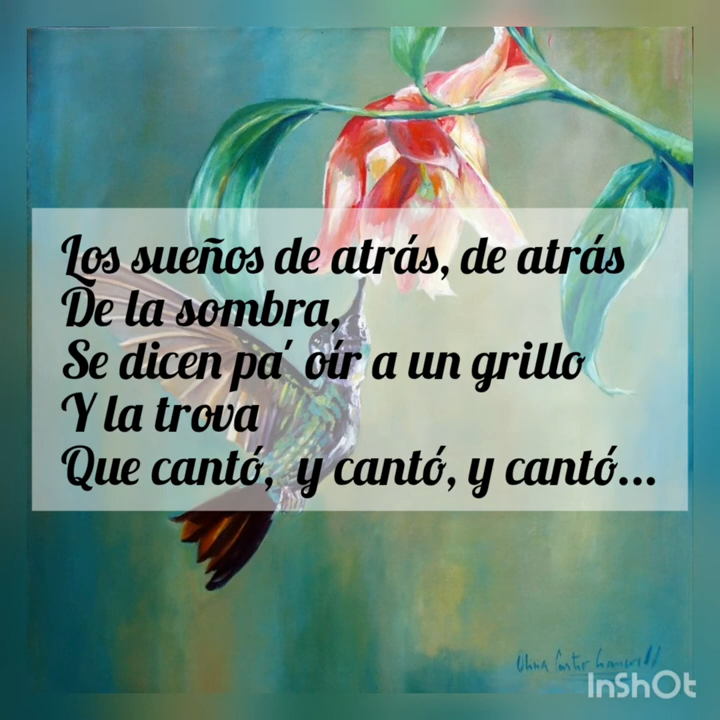 Los sueños de atrás, de atrás
De la sombra,
Se dicen pa' oír a un grillo
Y la trova
Que cantó,  y cantó, y cantó...
InShOt